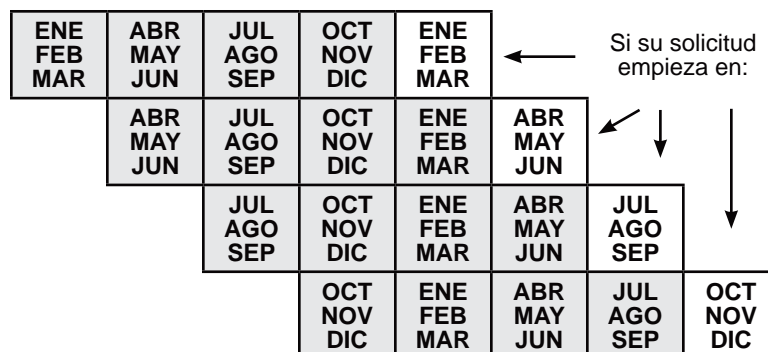 ENE ABR JUL OCT ENE
FEB MAY AGO NOV FEB
MAR JUN SEP DIC MAR
Si su solicitud
empieza en:
ABR JUL OCT ENE ABR
MAY AGO NOV FEB MAY
JUN SEP DIC MAR JUN
JUL OCT ENE ABR JUL
AGO NOV FEB MAY AGO
SEP DIC MAR JUN SEP
OCT ENE ABR JUL OCT
NOV FEB MAY AGO NOV
DIC MAR JUN SEP DIC